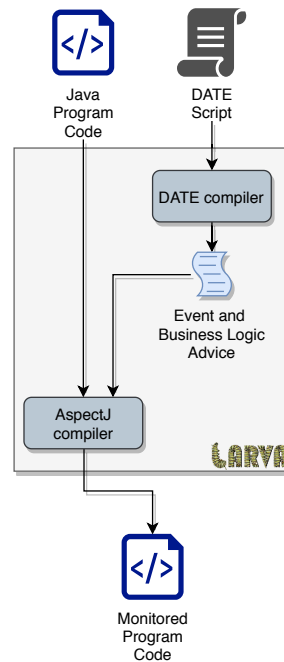 Java
Program
Code
DATE
Script
DATE compiler
Event and
Business Logic
Advice
AspectJ
compiler
LARVA
Monitored
Program
Code